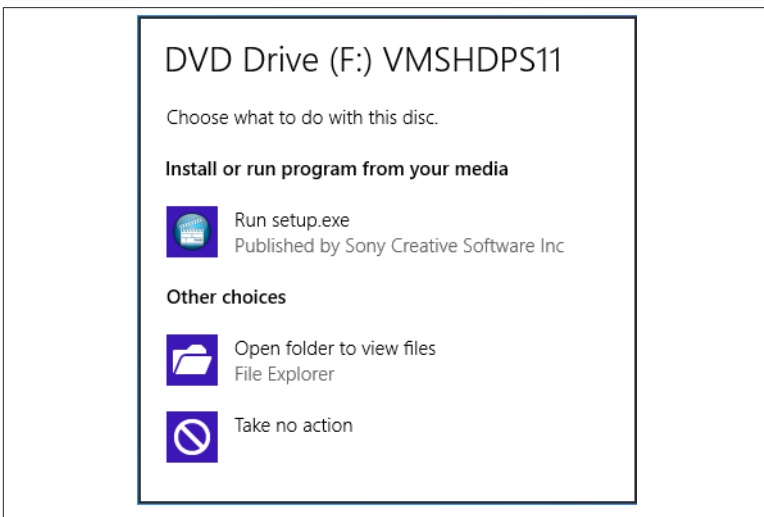 DVD Drive (F:) VMSHDPS11
Choose what to do with this disc.
Install or run program from your media
Run setup.exe
Published by Sony Creative Software Inc
Other choices
Open folder to view files
File Explorer
Take no action